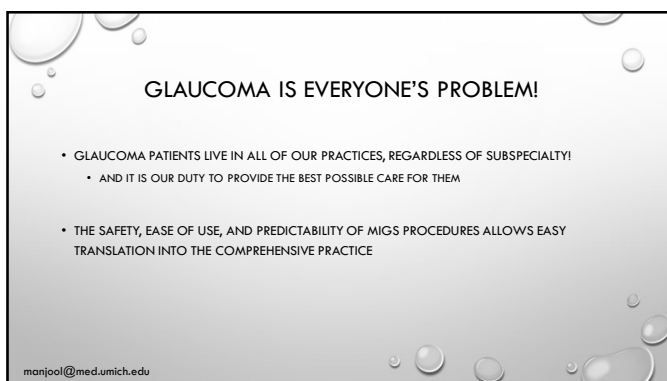 GLAUCOMA IS EVERYONE'S PROBLEM!
• GLAUCOMA PATIENTS LIVE IN ALL OF OUR PRACTICES, REGARDLESS OF SUBSPECIALTY!
• AND IT IS OUR DUTY TO PROVIDE THE BEST POSSIBLE CARE FOR THEM
• THE SAFETY, EASE OF USE, AND PREDICTABILITY OF MIGS PROCEDURES ALLOWS EASY
TRANSLATION INTO THE COMPREHENSIVE PRACTICE
manjool@med.umich.edu